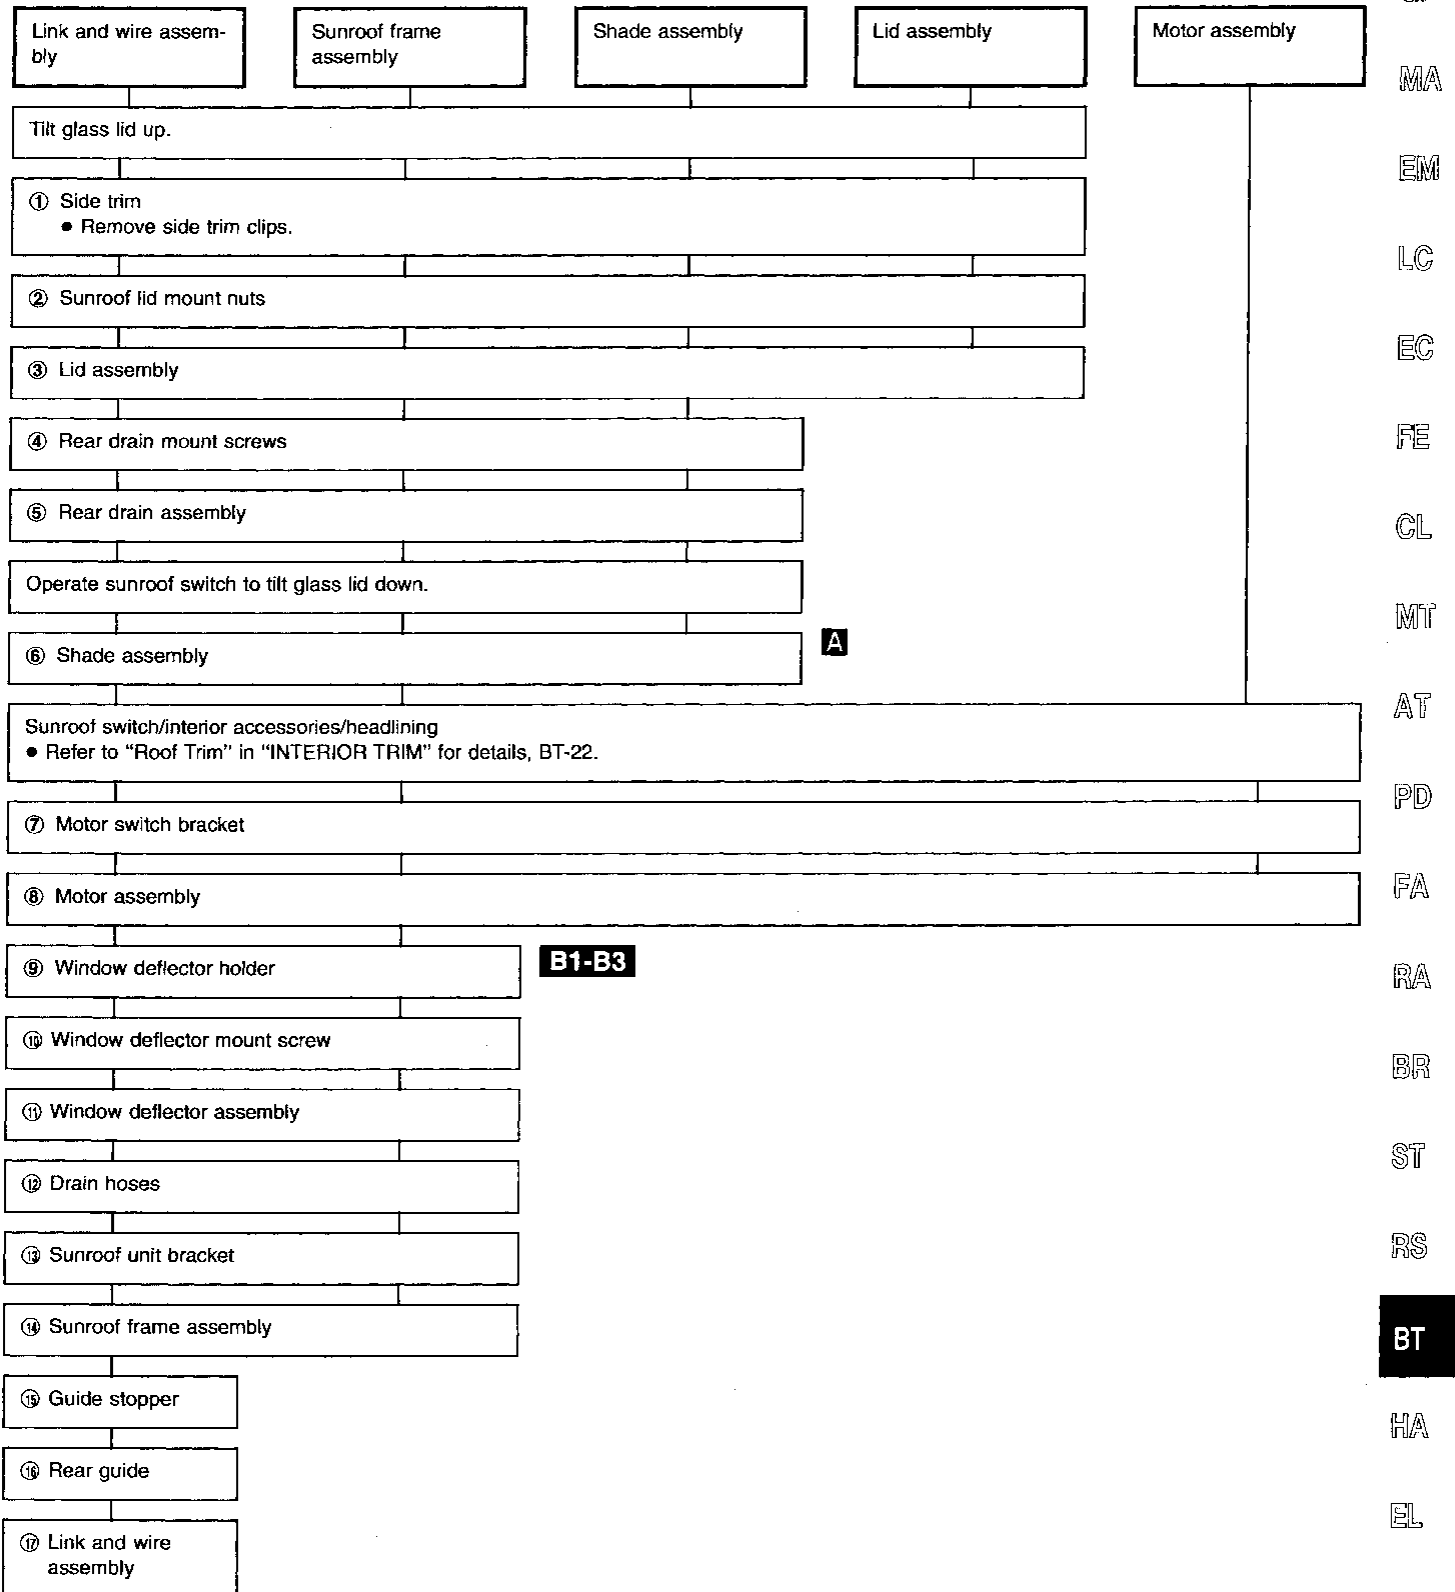 Link and wire assem-
bly
Sunroof frame
assembly
Shade assembly
Lid assembly
Motor assembly
Tilt glass lid up.
① Side trim
● Remove side trim clips.
② Sunroof lid mount nuts
③ Lid assembly
④ Rear drain mount screws
⑤ Rear drain assembly
Operate sunroof switch to tilt glass lid down.
⑥ Shade assembly
A
Sunroof switch/interior accessories/headlining
● Refer to “Roof Trim” in “INTERIOR TRIM” for details, BT-22.
⑦ Motor switch bracket
⑧ Motor assembly
⑨ Window deflector holder
B1-B3
⑩ Window deflector mount screw
⑪ Window deflector assembly
⑫ Drain hoses
⑬ Sunroof unit bracket
⑭ Sunroof frame assembly
⑮ Guide stopper
⑯ Rear guide
⑰ Link and wire
assembly
MA
EM
LC
EC
FE
CL
MT
AT
PD
FA
RA
BR
ST
RS
BT
HA
EL